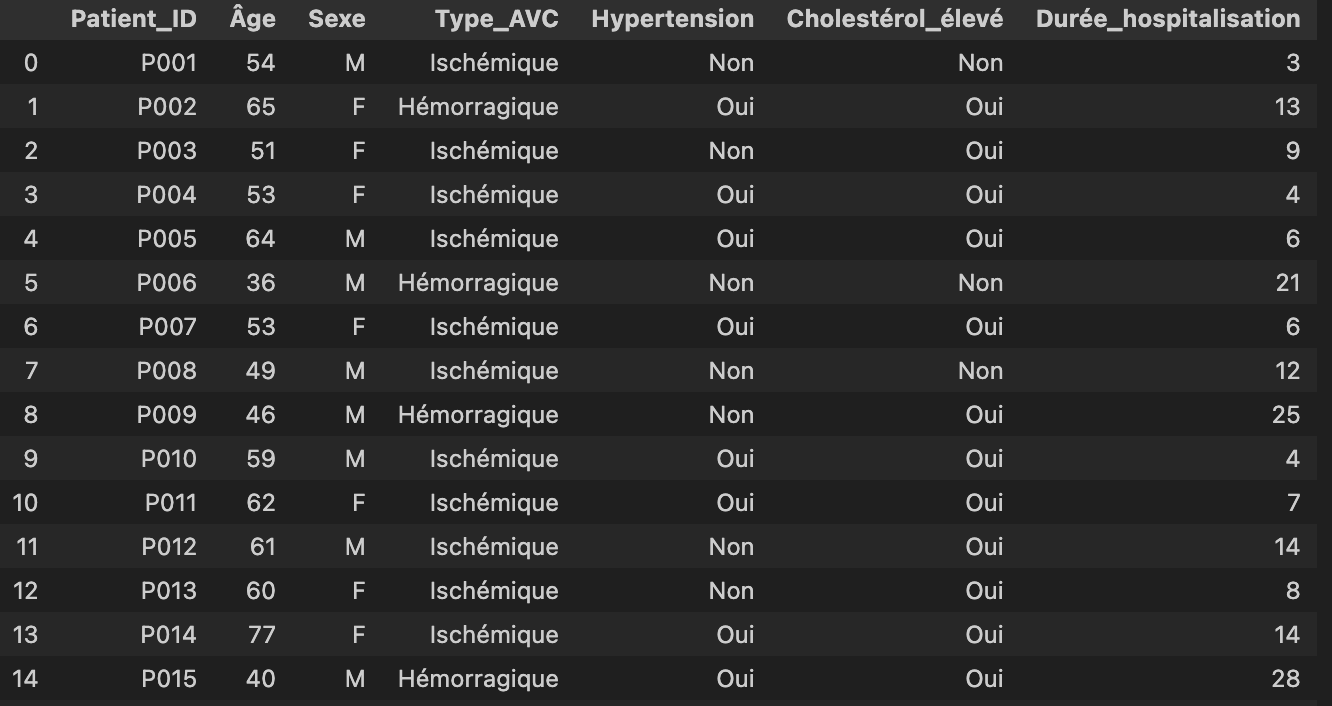 Patient_ID Âge Sexe Type_AVC Hypertension Cholestérol_élevé Durée_hospitalisation
0 P001 54 M Ischémique Non Non 3
1 P002 65 F Hémorragique Oui Oui 13
2 P003 51 F Ischémique Non Oui 9
3 P004 53 F Ischémique Oui Oui 4
4 P005 64 M Ischémique Oui Oui 6
5 P006 36 M Hémorragique Non Non 21
6 P007 53 F Ischémique Oui Oui 6
7 P008 49 M Ischémique Non Non 12
8 P009 46 M Hémorragique Non Oui 25
9 P010 59 M Ischémique Oui Oui 4
10 P011 62 F Ischémique Oui Oui 7
11 P012 61 M Ischémique Non Oui 14
12 P013 60 F Ischémique Non Oui 8
13 P014 77 F Ischémique Oui Oui 14
14 P015 40 M Hémorragique Oui Oui 28